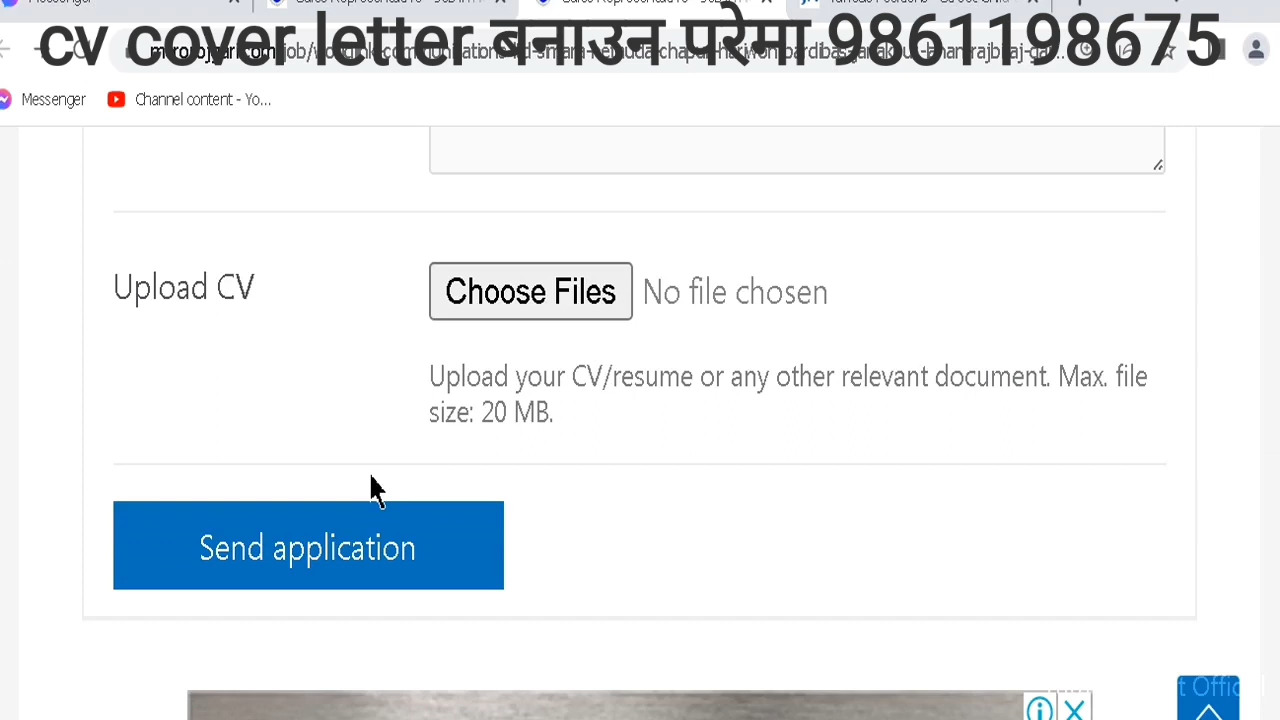 cv cover letter बनाउन परेमा 9861198675
Messenger
Channel content - Yo...
Upload CV
Choose Files
No file chosen
Upload your CV/resume or any other relevant document. Max. file
size: 20 MB.
Send application